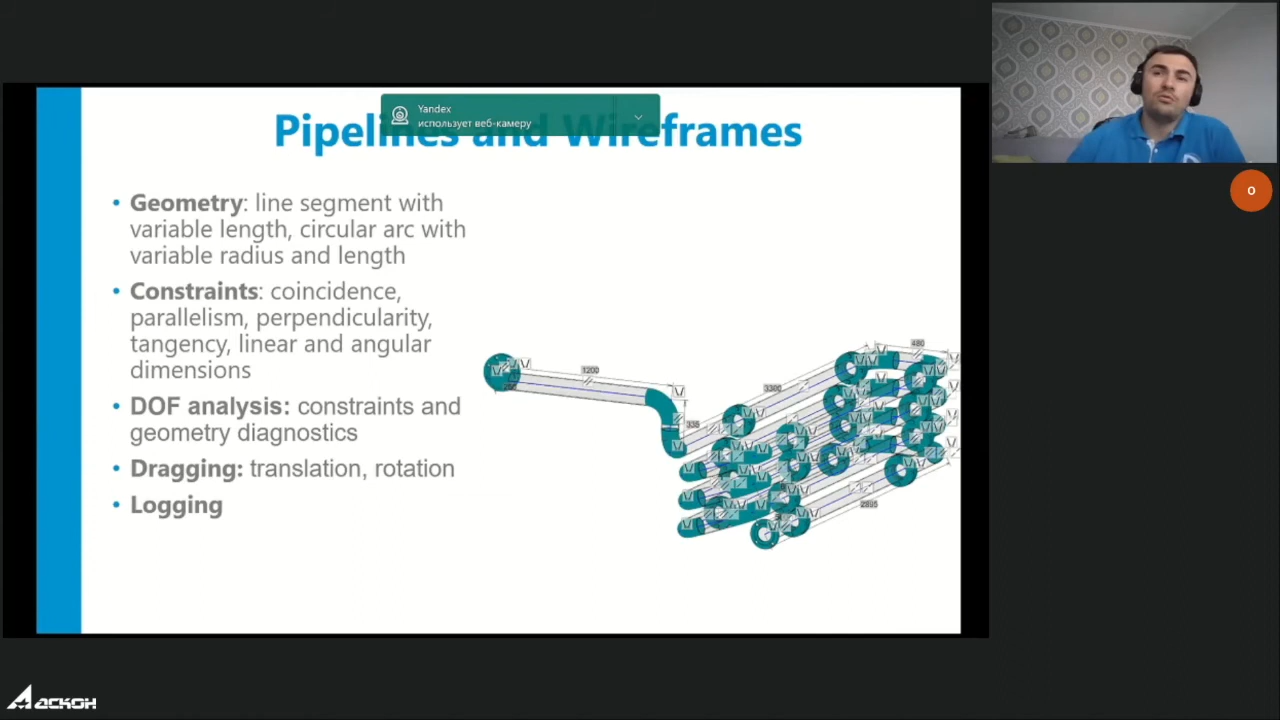 Yandex
использует веб-камеру
Pipelines and Wireframes
• Geometry: line segment with
variable length, circular arc with
variable radius and length
• Constraints: coincidence,
parallelism, perpendicularity,
tangency, linear and angular
dimensions
• DOF analysis: constraints and
geometry diagnostics
• Dragging: translation, rotation
• Logging
1200
335
3300
480
2895
O
АСКОН